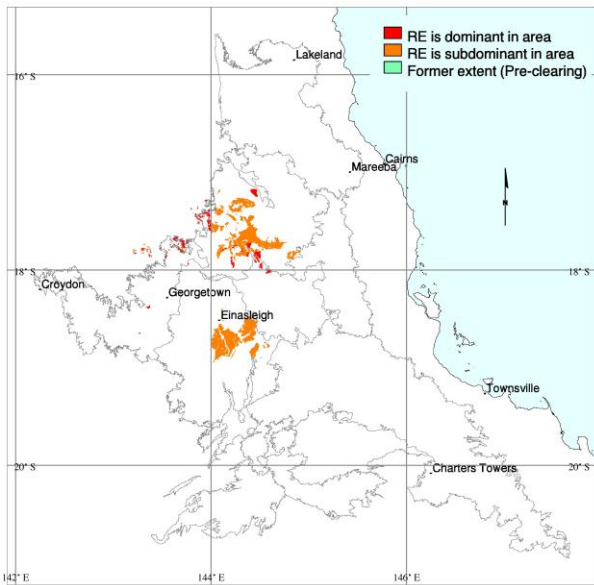 RE is dominant in area
RE is subdominant in area
Former extent (Pre-clearing)
Lakeland
16° S
Cairns
Mareeba
N
18° S
18° S
Croydon
Georgetown
Einasleigh
Townsville
20° S
20° S
Charters Towers
142° E
144° E
146° E